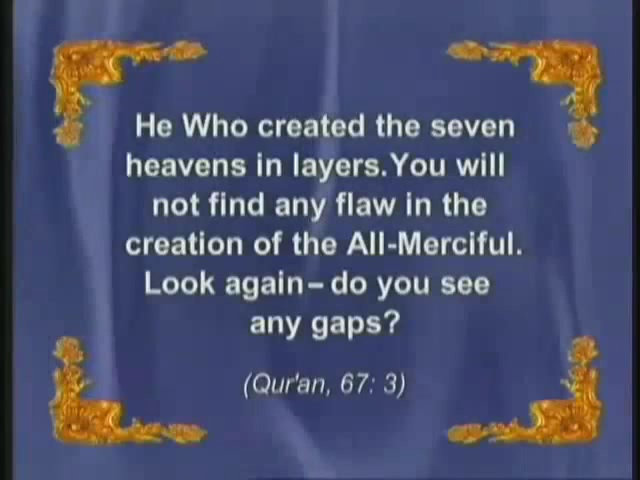 He Who created the seven
heavens in layers.You will
not find any flaw in the
creation of the All-Merciful.
Look again– do you see
any gaps?
(Qur'an, 67: 3)